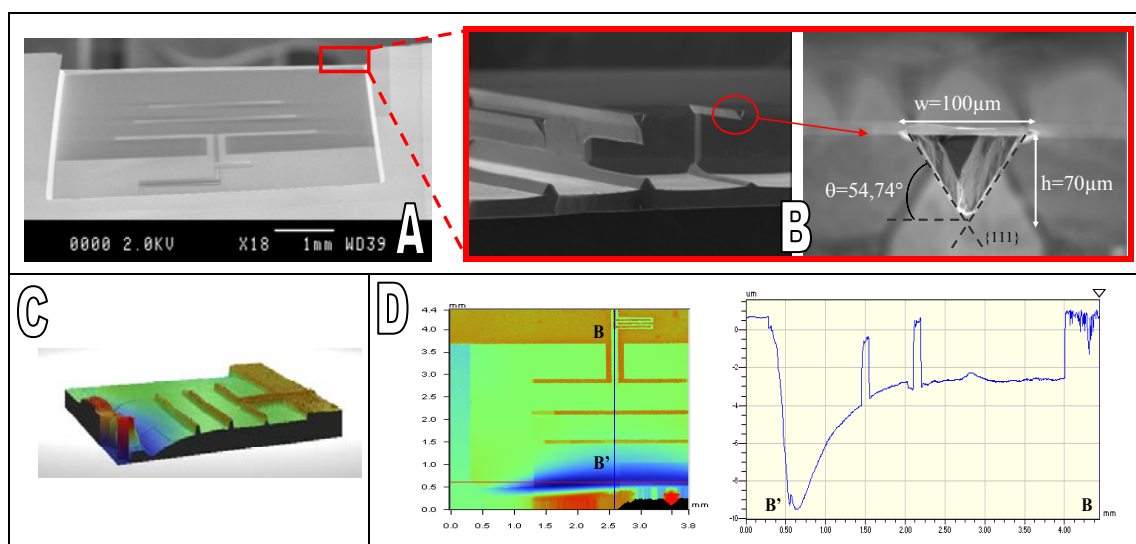 0000 2.0KV X18 1mm WD39
A
B
w=100µm
θ=54,74°
h=70µm
{111}
C
D
mm
4.4
4.0
3.5
3.0
2.5
2.0
1.5
1.0
0.5
0.0
B
B'
0.0 0.5 1.0 1.5 2.0 2.5 3.0 3.8
mm
um
0
-2
-4
-6
-8
-10
B'
B
mm
0.00 0.50 1.00 1.50 2.00 2.50 3.00 3.50 4.00